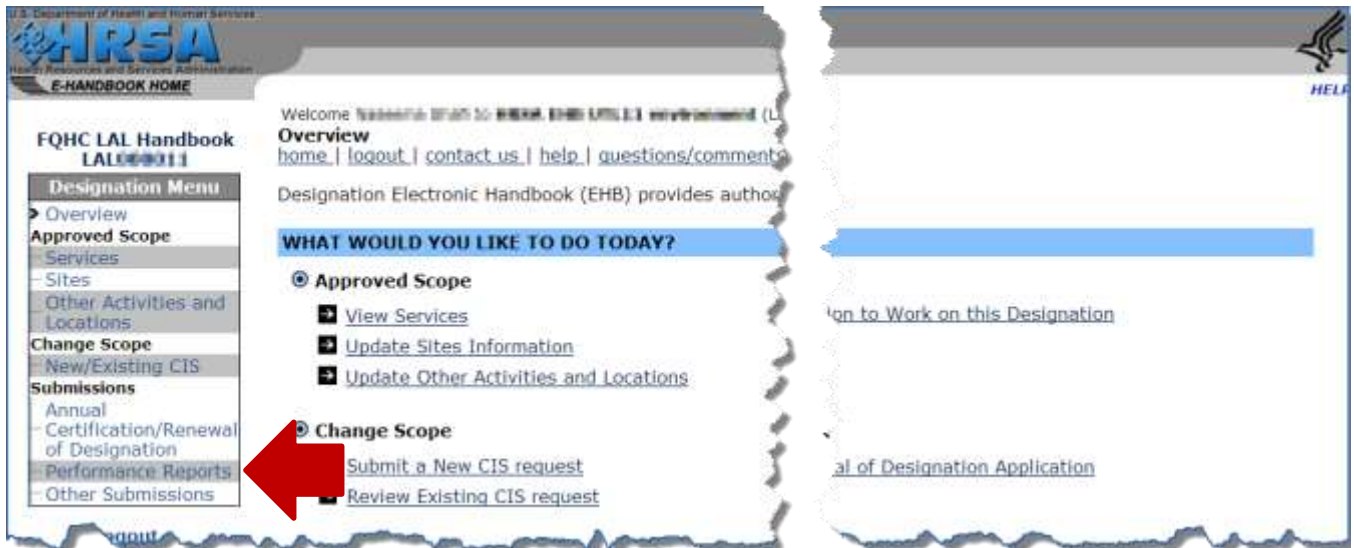 U.S. Department of Health and Human Services
HRSA
Health Resources and Services Administration
E-HANDBOOK HOME
HELP
FQHC LAL Handbook
LAL
Designation Menu
Overview
Approved Scope
Services
Sites
Other Activities and
Locations
Change Scope
New/Existing CIS
Submissions
Annual
Certification/Renewal
of Designation
Performance Reports
Other Submissions
Welcome
Overview
home | logout | contact us | help | questions/comments
Designation Electronic Handbook (EHB) provides author
WHAT WOULD YOU LIKE TO DO TODAY?
Approved Scope
View Services
ion to Work on this Designation
Update Sites Information
Update Other Activities and Locations
Change Scope
Submit a New CIS request
al of Designation Application
Review Existing CIS request